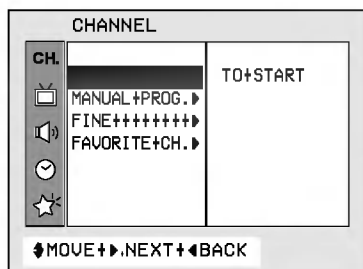 CHANNEL
CH.
TO+START
MANUAL+PROG.▶
FINE++++++++▶
FAVORITE+CH.▶
⬍MOVE+▶.NEXT+◀BACK